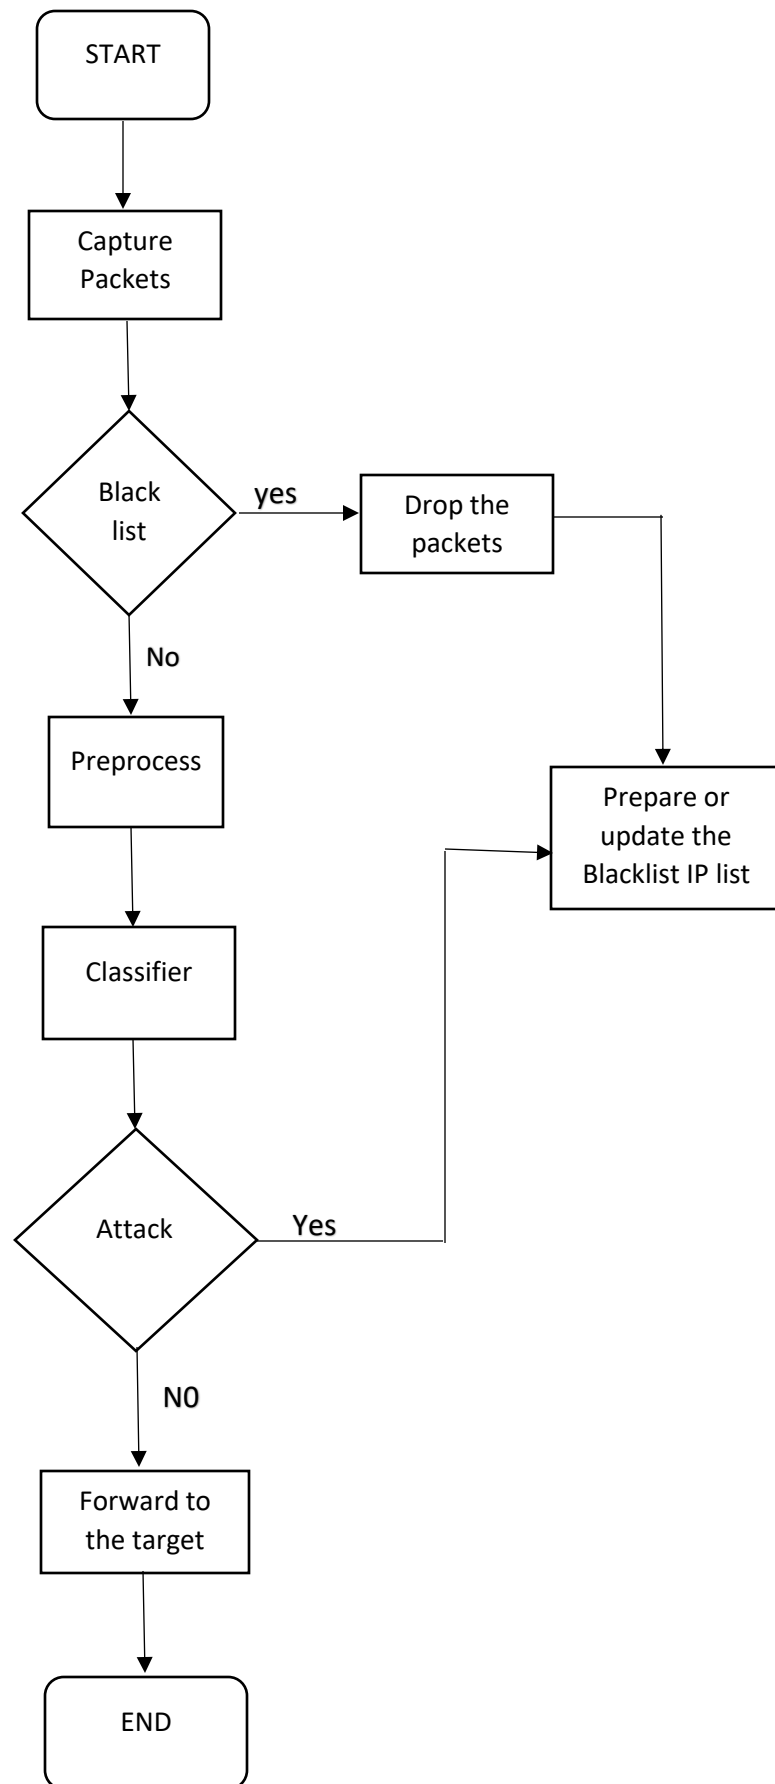 START
Capture
Packets
Black
list
yes
Drop the
packets
No
Preprocess
Prepare or
update the
Blacklist IP list
Classifier
Attack
Yes
N0
Forward to
the target
END